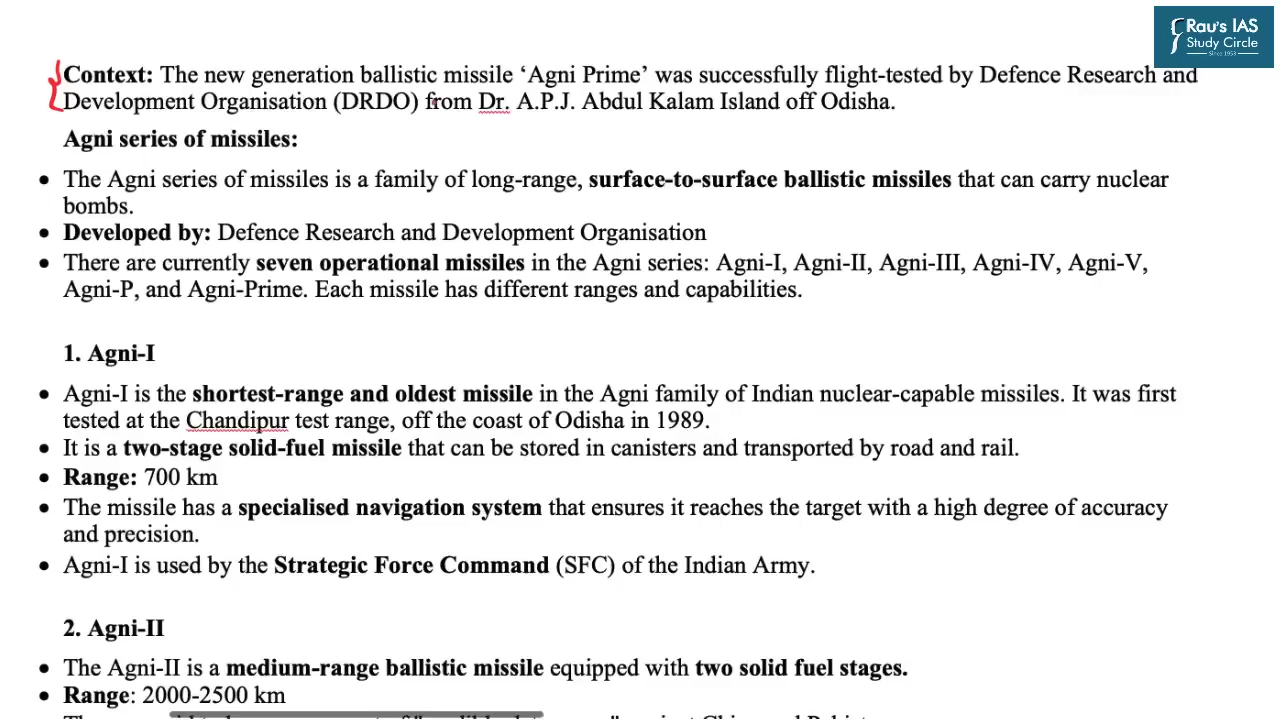 Rau's IAS
Study Circle
Since 1953
Context: The new generation ballistic missile ‘Agni Prime’ was successfully flight-tested by Defence Research and
Development Organisation (DRDO) from Dr. A.P.J. Abdul Kalam Island off Odisha.
Agni series of missiles:
• The Agni series of missiles is a family of long-range, surface-to-surface ballistic missiles that can carry nuclear
bombs.
• Developed by: Defence Research and Development Organisation
• There are currently seven operational missiles in the Agni series: Agni-I, Agni-II, Agni-III, Agni-IV, Agni-V,
Agni-P, and Agni-Prime. Each missile has different ranges and capabilities.
1. Agni-I
• Agni-I is the shortest-range and oldest missile in the Agni family of Indian nuclear-capable missiles. It was first
tested at the Chandipur test range, off the coast of Odisha in 1989.
• It is a two-stage solid-fuel missile that can be stored in canisters and transported by road and rail.
• Range: 700 km
• The missile has a specialised navigation system that ensures it reaches the target with a high degree of accuracy
and precision.
• Agni-I is used by the Strategic Force Command (SFC) of the Indian Army.
2. Agni-II
• The Agni-II is a medium-range ballistic missile equipped with two solid fuel stages.
• Range: 2000-2500 km